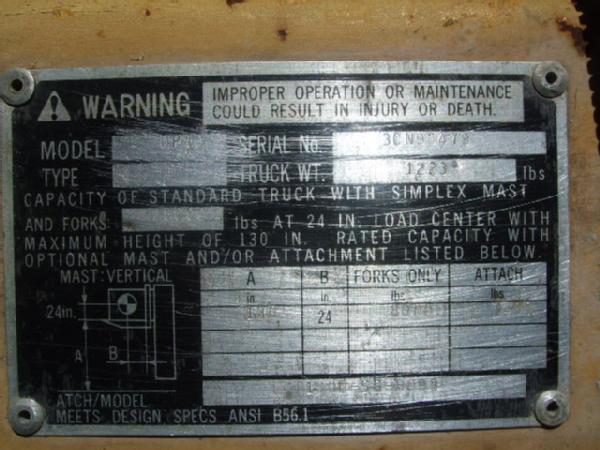 WARNING
IMPROPER OPERATION OR MAINTENANCE
COULD RESULT IN INJURY OR DEATH.
MODEL SERIAL NO.
TYPE TRUCK WT. lbs
CAPACITY OF STANDARD TRUCK WITH SIMPLEX MAST
AND FORKS lbs AT 24 IN. LOAD CENTER WITH
MAXIMUM HEIGHT OF 130 IN. RATED CAPACITY WITH
OPTIONAL MAST AND/OR ATTACHMENT LISTED BELOW
MAST: VERTICAL A B FORKS ONLY ATTACH
in. in. lbs lbs
24in. 24
A
B
ATCH/MODEL
MEETS DESIGN SPECS ANSI B56.1